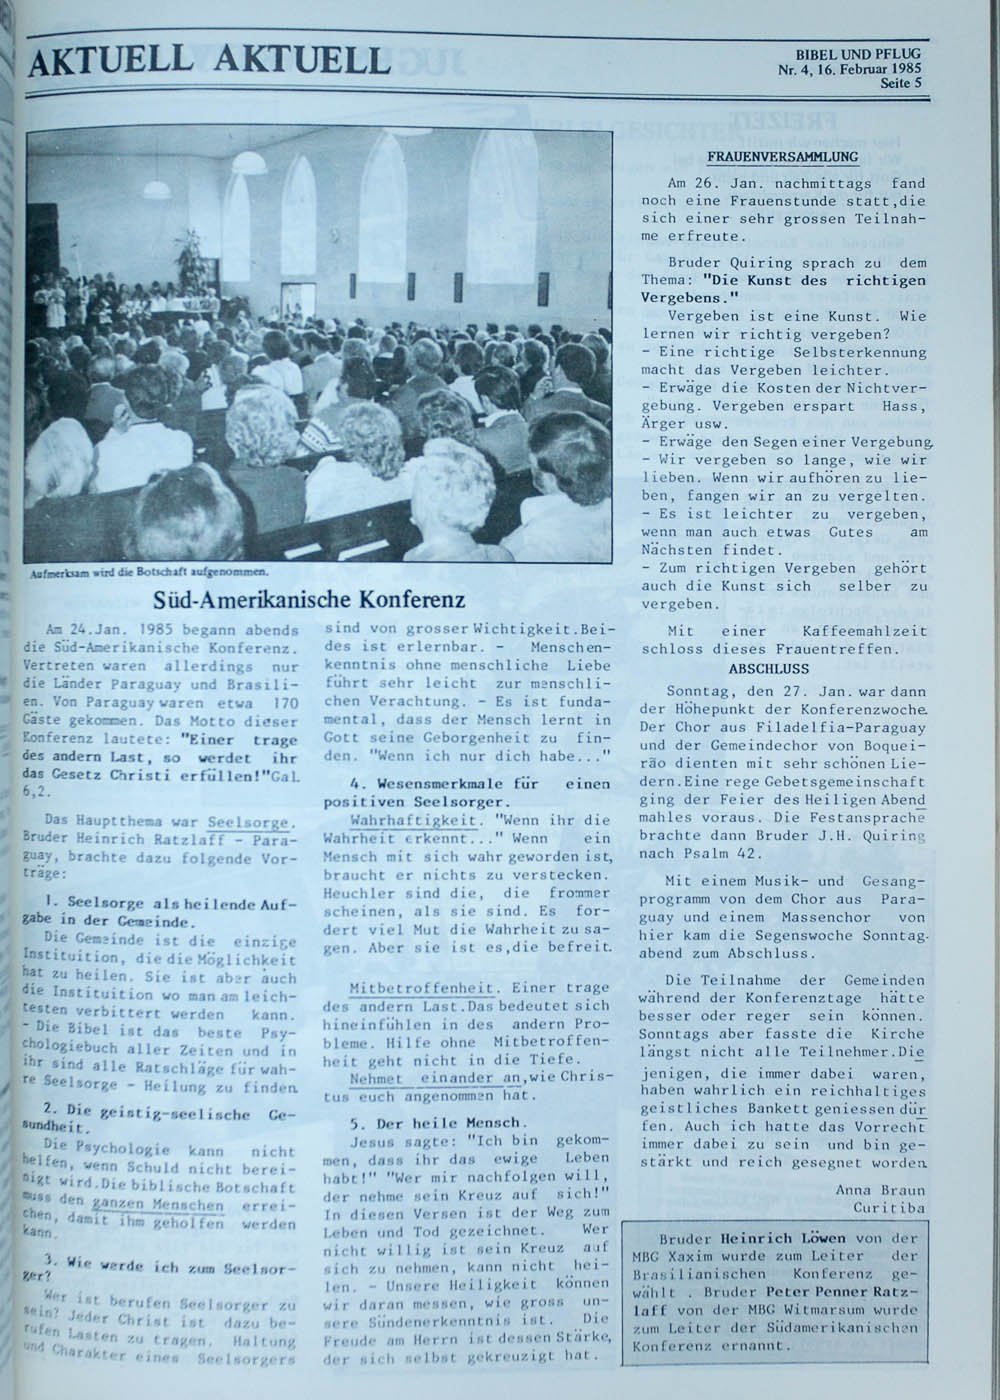 AKTUELL AKTUELL
BIBEL UND PFLUG
Nr. 4, 16. Februar 1985
Seite 5
Aufmerksam wird die Botschaft aufgenommen.
Süd-Amerikanische Konferenz
Am 24.Jan. 1985 begann abends
die Süd-Amerikanische Konferenz.
Vertreten waren allerdings nur
die Länder Paraguay und Brasili-
en. Von Paraguay waren etwa 170
Gäste gekommen. Das Motto dieser
Konferenz lautete: "Einer trage
des andern Last, so werdet ihr
das Gesetz Christi erfüllen!"Gal.
6,2.
Das Hauptthema war Seelsorge.
Bruder Heinrich Ratzlaff - Para-
guay, brachte dazu folgende Vor-
träge:
1. Seelsorge als heilende Auf-
gabe in der Gemeinde.
Die Gemeinde ist die einzige
Instituition, die die Möglichkeit
hat zu heilen. Sie ist aber auch
die Instituition wo man am leich-
testen verbittert werden kann.
- Die Bibel ist das beste Psy-
chologiebuch aller Zeiten und in
ihr sind alle Ratschläge für wah-
re Seelsorge - Heilung zu finden.
2. Die geistig-seelische Ge-
sundheit.
Die Psychologie kann nicht
helfen, wenn Schuld nicht berei-
nigt wird.Die biblische Botschaft
muss den ganzen Menschen errei-
chen, damit ihm geholfen werden
kann.
3. Wie werde ich zum Seelsor-
ger?
Wer ist berufen Seelsorger zu
sein? Jeder Christ ist dazu be-
rufen Lasten zu tragen. Haltung
und Charakter eines Seelsorgers
sind von grosser Wichtigkeit.Bei-
des ist erlernbar. - Menschen-
kenntnis ohne menschliche Liebe
führt sehr leicht zur menschli-
chen Verachtung. - Es ist funda-
mental, dass der Mensch lernt in
Gott seine Geborgenheit zu fin-
den. "Wenn ich nur dich habe..."
4. Wesensmerkmale für einen
positiven Seelsorger.
Wahrhaftigkeit. "Wenn ihr die
Wahrheit erkennt..." Wenn ein
Mensch mit sich wahr geworden ist,
braucht er nichts zu verstecken.
Heuchler sind die, die frommer
scheinen, als sie sind. Es for-
dert viel Mut die Wahrheit zu sa-
gen. Aber sie ist es,die befreit.
Mitbetroffenheit. Einer trage
des andern Last.Das bedeutet sich
hineinfühlen in des andern Pro-
bleme. Hilfe ohne Mitbetroffen-
heit geht nicht in die Tiefe.
Nehmet einander an,wie Chris-
tus euch angenommen hat.
5. Der heile Mensch.
Jesus sagte: "Ich bin gekom-
men, dass ihr das ewige Leben
habt!" "Wer mir nachfolgen will,
der nehme sein Kreuz auf sich!"
In diesen Versen ist der Weg zum
Leben und Tod gezeichnet. Wer
nicht willig ist sein Kreuz auf
sich zu nehmen, kann nicht hei-
len. - Unsere Heiligkeit können
wir daran messen, wie gross un-
sere Sündenerkenntnis ist. Die
Freude am Herrn ist dessen Stärke,
der sich selbst gekreuzigt hat.
FRAUENVERSAMMLUNG
Am 26. Jan. nachmittags fand
noch eine Frauenstunde statt,die
sich einer sehr grossen Teilnah-
me erfreute.
Bruder Quiring sprach zu dem
Thema: "Die Kunst des richtigen
Vergebens."
Vergeben ist eine Kunst. Wie
lernen wir richtig vergeben?
- Eine richtige Selbsterkennung
macht das Vergeben leichter.
- Erwäge die Kosten der Nichtver-
gebung. Vergeben erspart Hass,
Ärger usw.
- Erwäge den Segen einer Vergebung.
- Wir vergeben so lange, wie wir
lieben. Wenn wir aufhören zu lie-
ben, fangen wir an zu vergelten.
- Es ist leichter zu vergeben,
wenn man auch etwas Gutes am
Nächsten findet.
- Zum richtigen Vergeben gehört
auch die Kunst sich selber zu
vergeben.
Mit einer Kaffeemahlzeit
schloss dieses Frauentreffen.
ABSCHLUSS
Sonntag, den 27. Jan. war dann
der Höhepunkt der Konferenzwoche.
Der Chor aus Filadelfia-Paraguay
und der Gemeindechor von Boquei-
rão dienten mit sehr schönen Lie-
dern.Eine rege Gebetsgemeinschaft
ging der Feier des Heiligen Abend
mahles voraus. Die Festansprache
brachte dann Bruder J.H. Quiring
nach Psalm 42.
Mit einem Musik- und Gesang-
programm von dem Chor aus Para-
guay und einem Massenchor von
hier kam die Segenswoche Sonntag-
abend zum Abschluss.
Die Teilnahme der Gemeinden
während der Konferenztage hätte
besser oder reger sein können.
Sonntags aber fasste die Kirche
längst nicht alle Teilnehmer.Die
jenigen, die immer dabei waren,
haben wahrlich ein reichhaltiges
geistliches Bankett geniessen dür
fen. Auch ich hatte das Vorrecht
immer dabei zu sein und bin ge-
stärkt und reich gesegnet worden.
Anna Braun
Curitiba
Bruder Heinrich Löwen von der
MBG Xaxim wurde zum Leiter der
Brasilianischen Konferenz ge-
wählt . Bruder Peter Penner Ratz-
laff von der MBG Witmarsum wurde
zum Leiter der Südamerikanischen
Konferenz ernannt.